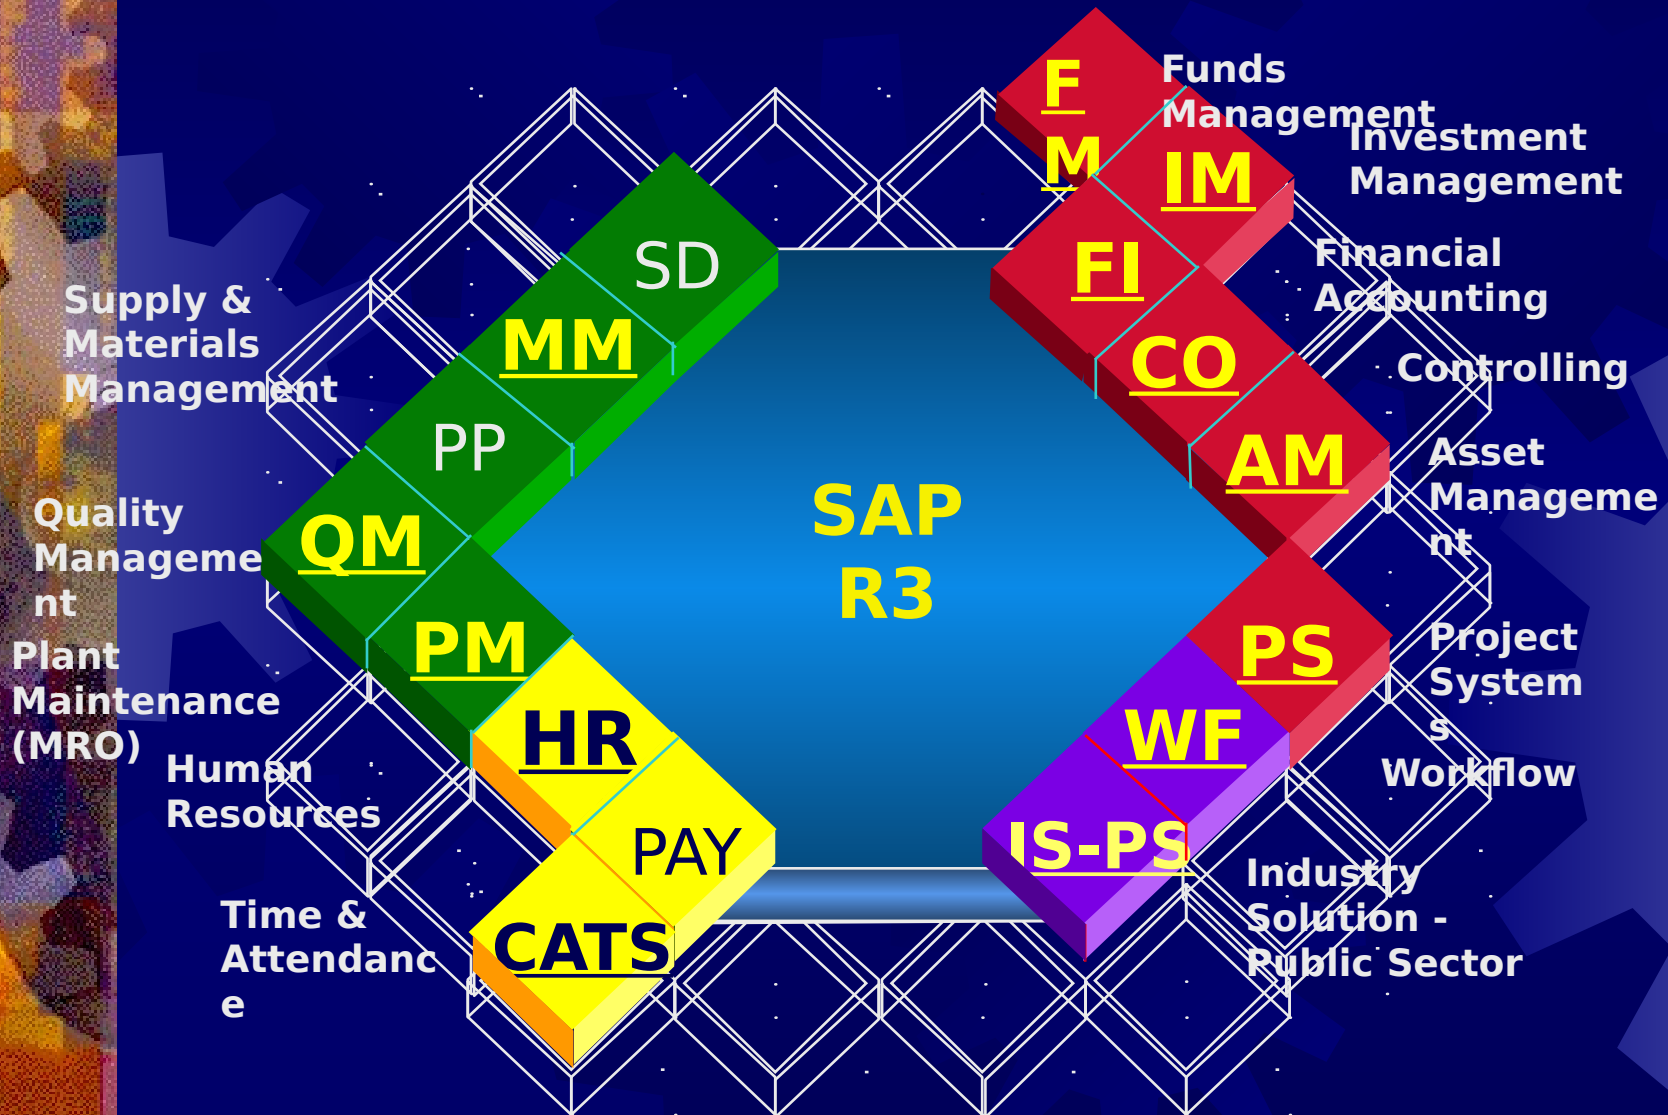 F
M
Funds
Management
IM
Investment
Management
SD
FI
Financial
Accounting
Supply &
Materials
Management
MM
CO
Controlling
PP
AM
Asset
Manageme
nt
SAP
R3
Quality
Manageme
nt
QM
PM
Plant
Maintenance
(MRO)
PS
Project
System
s
HR
Human
Resources
WF
Workflow
PAY
IS-PS
Industry
Solution -
Public Sector
CATS
Time &
Attendanc
e